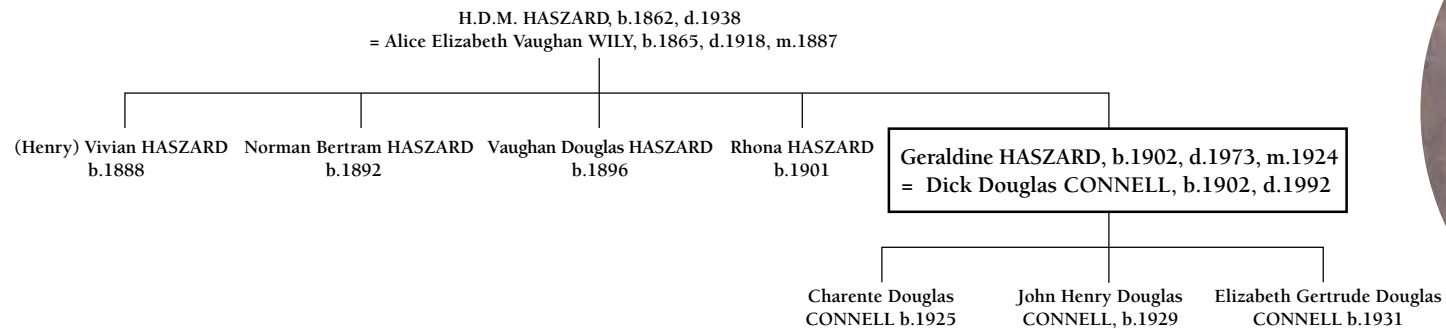 H.D.M. HASZARD, b.1862, d.1938
= Alice Elizabeth Vaughan WILY, b.1865, d.1918, m.1887
(Henry) Vivian HASZARD
b.1888
Norman Bertram HASZARD
b.1892
Vaughan Douglas HASZARD
b.1896
Rhona HASZARD
b.1901
Geraldine HASZARD, b.1902, d.1973, m.1924
= Dick Douglas CONNELL, b.1902, d.1992
Charente Douglas
CONNELL b.1925
John Henry Douglas
CONNELL, b.1929
Elizabeth Gertrude Douglas
CONNELL b.1931